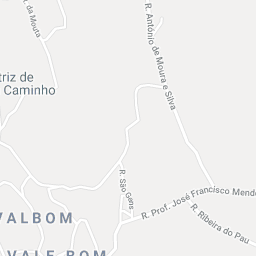 . da Mouta
R. António de Moura e Silva
triz de
Caminho
R. São Gens
R. Prof. José Francisco Mende
R. Ribeira do Pau
VALBOM
VALE BOM